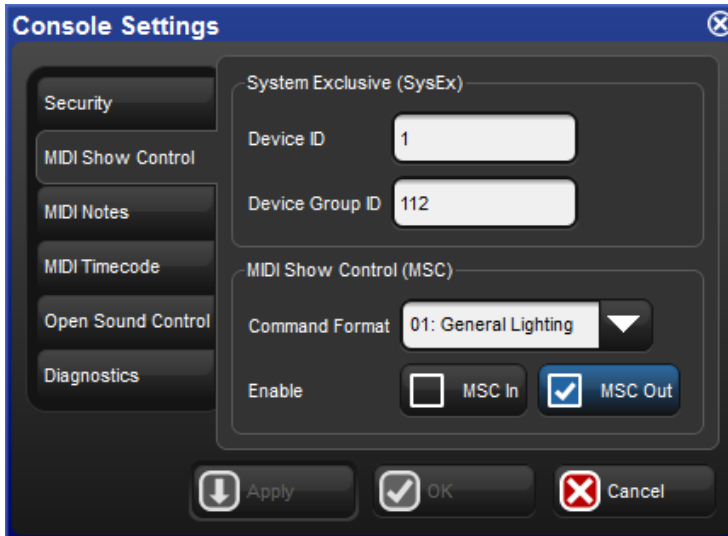 Console Settings
Security
MIDI Show Control
MIDI Notes
MIDI Timecode
Open Sound Control
Diagnostics
System Exclusive (SysEx)
Device ID 1
Device Group ID 112
MIDI Show Control (MSC)
Command Format 01: General Lighting
Enable MSC In MSC Out
Apply OK Cancel